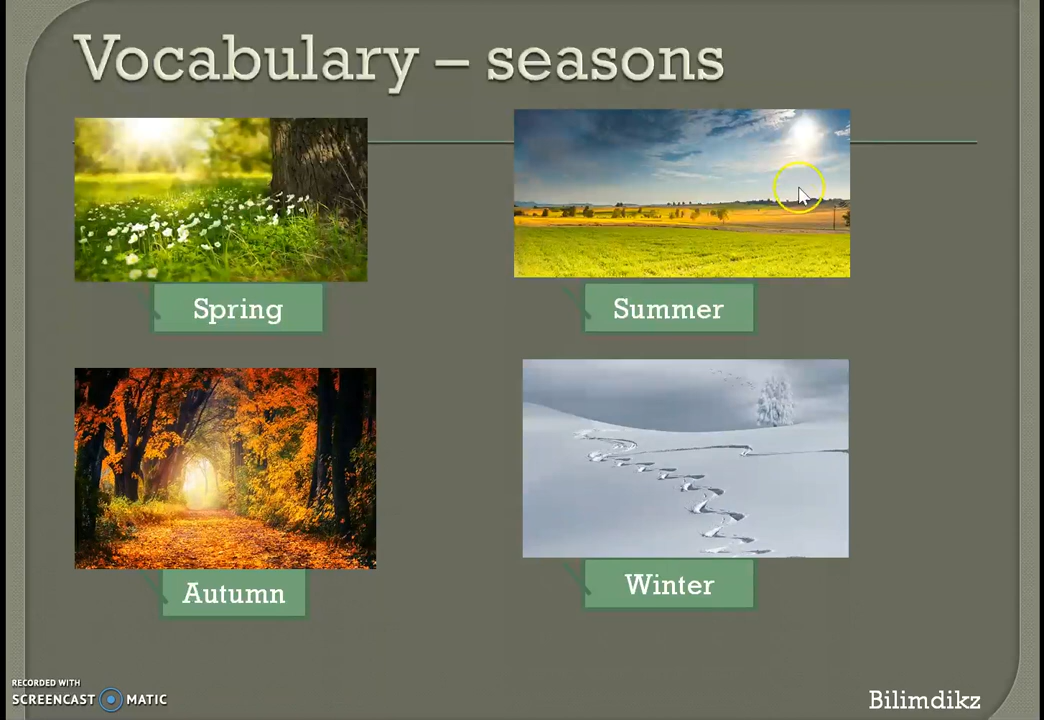 Vocabulary – seasons
Spring
Summer
Autumn
Winter
RECORDED WITH
SCREENCAST MATIC
Bilimdikz